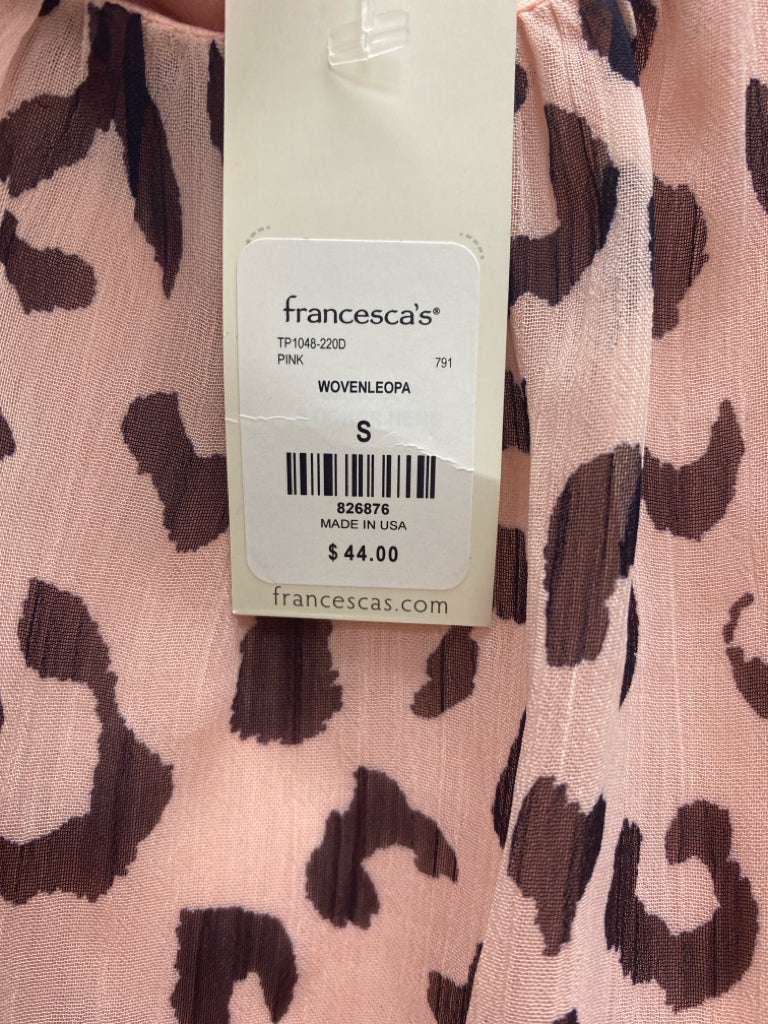 francesca's®
TP1048-220D
PINK 791
WOVENLEOPA
S
826876
MADE IN USA
$ 44.00
francescas.com